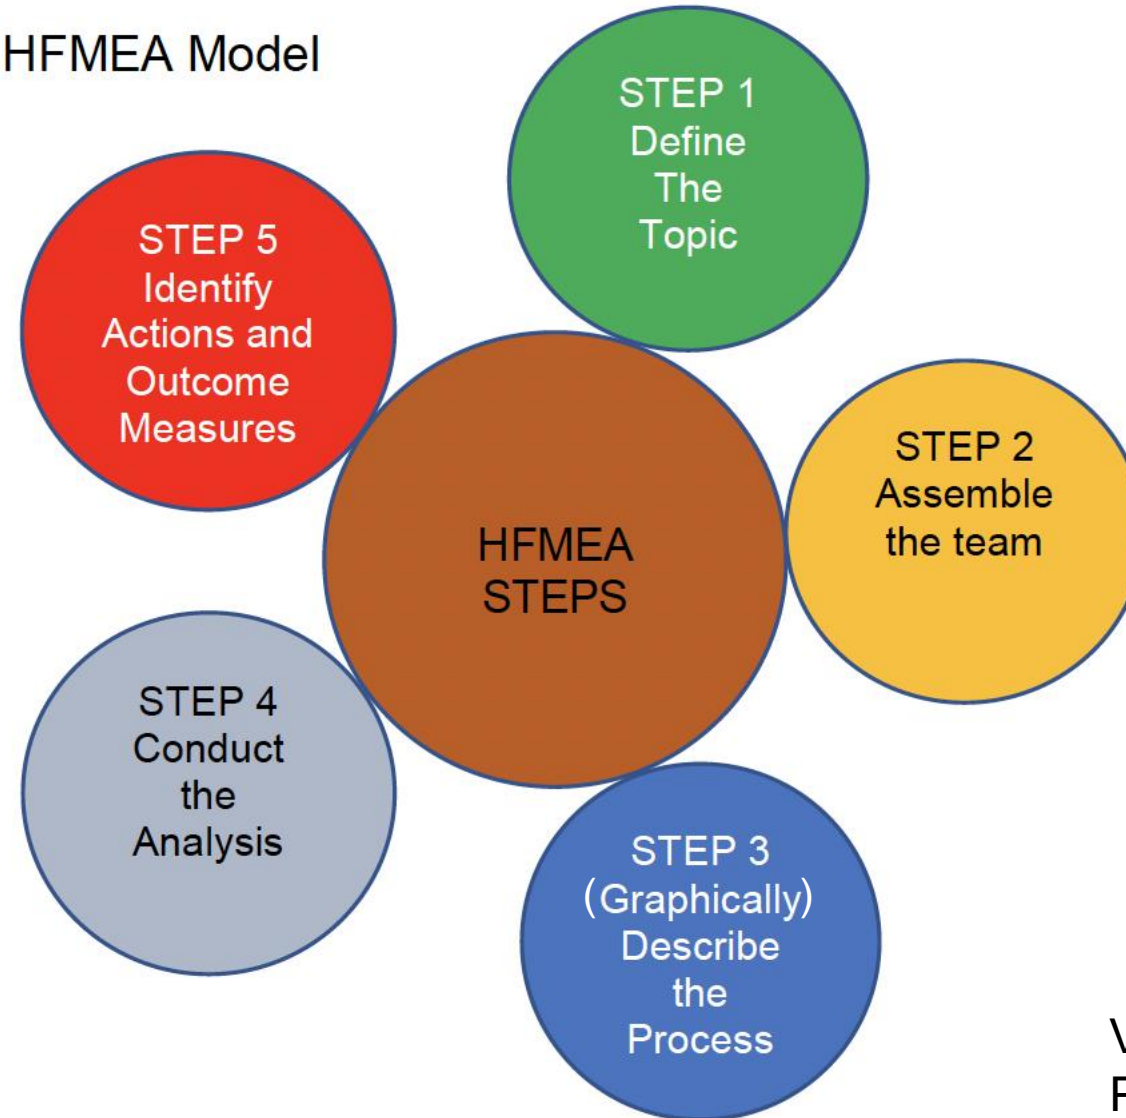 HFMEA Model
STEP 1
Define
The
Topic
STEP 2
Assemble
the team
STEP 3
(Graphically)
Describe
the
Process
STEP 4
Conduct
the
Analysis
STEP 5
Identify
Actions and
Outcome
Measures
HFMEA
STEPS